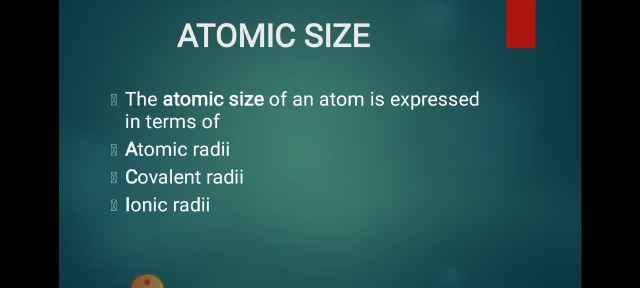 ATOMIC SIZE
The atomic size of an atom is expressed
in terms of
Atomic radii
Covalent radii
Ionic radii